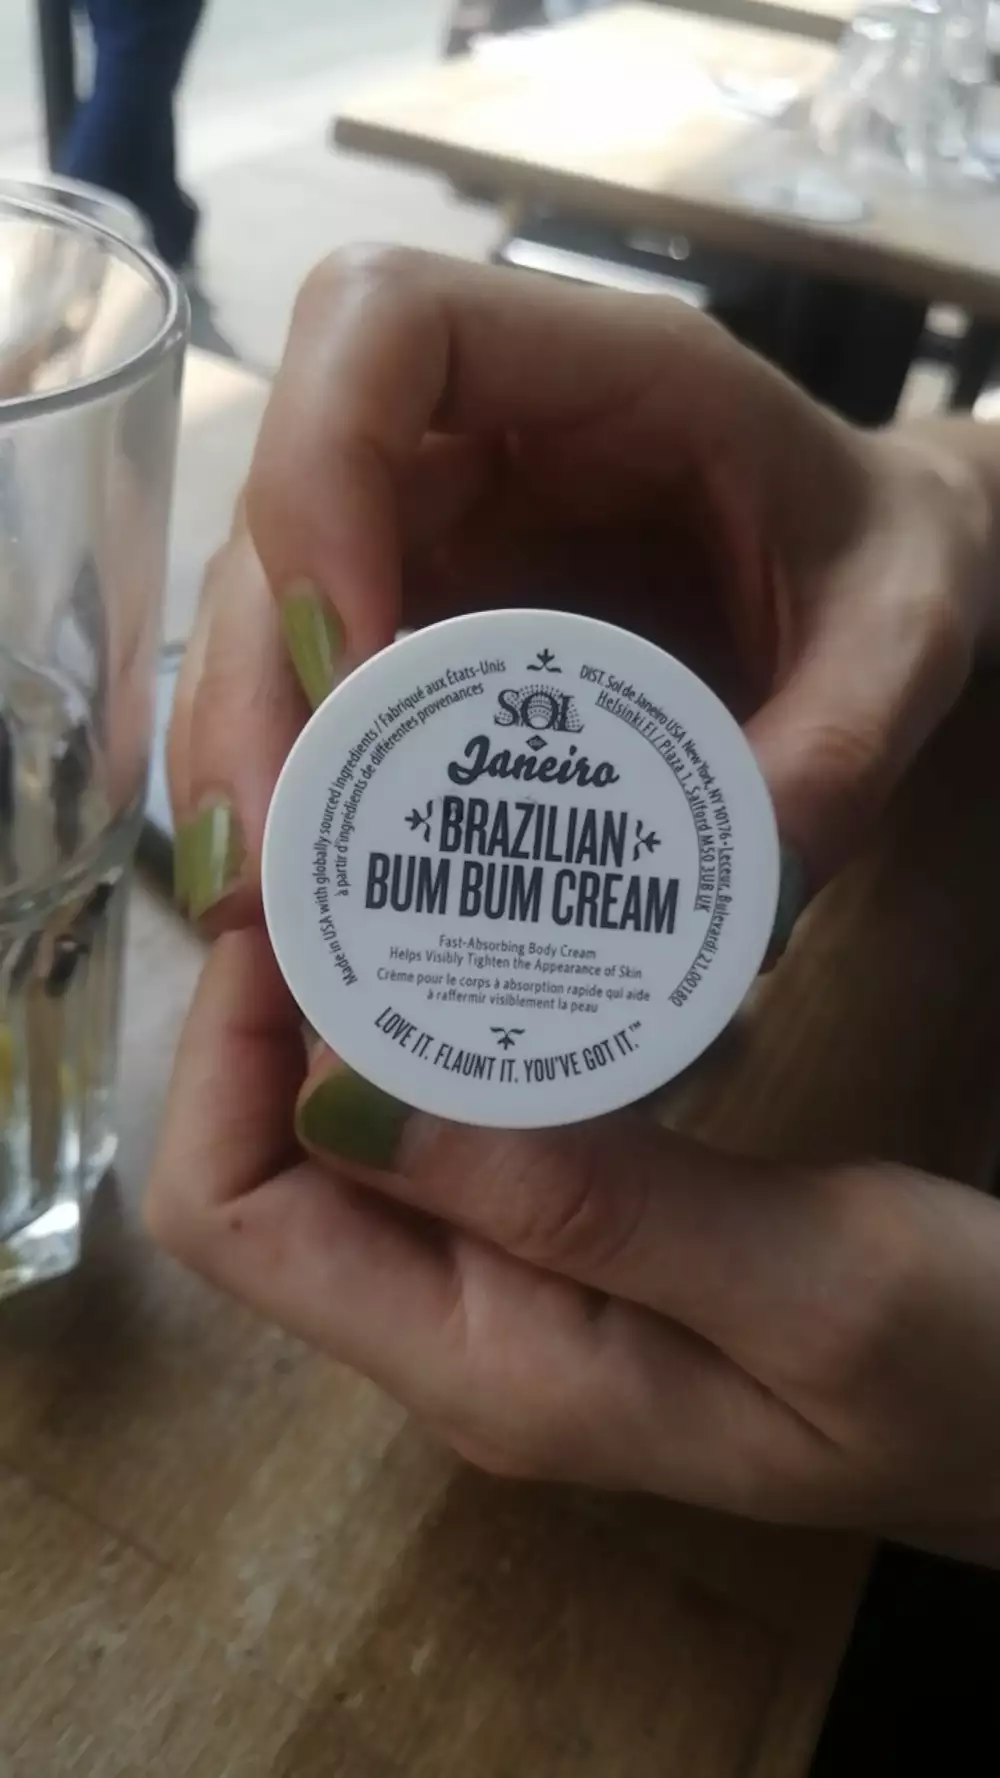 SOL
de
Janeiro
BRAZILIAN
BUM BUM CREAM
Fast-Absorbing Body Cream
Helps Visibly Tighten the Appearance of Skin
Crème pour le corps à absorption rapide qui aide
à raffermir visiblement la peau
LOVE IT. FLAUNT IT. YOU'VE GOT IT.™
Made in USA with globally sourced ingredients / Fabriqué aux États-Unis
à partir d'ingrédients de différentes provenances
DIST. Sol de Janeiro USA New York, NY 10176 • Leceur, Bulevardi 21, 00180
Helsinki FI / Plaza 1, Salford M50 3UB UK